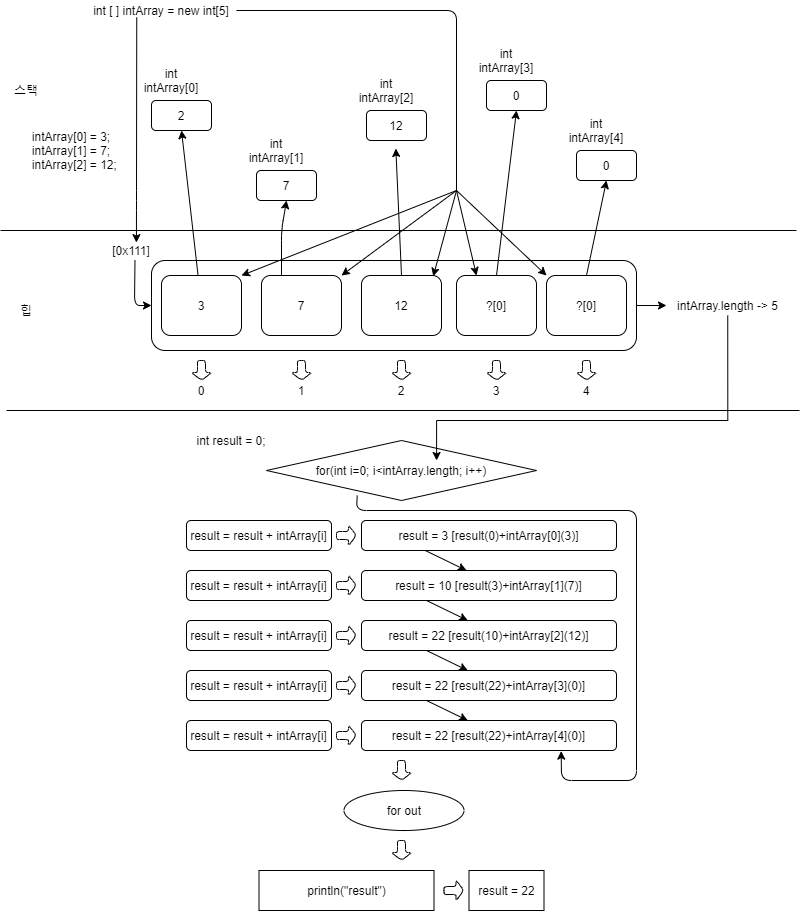 int [ ] intArray = new int[5]
스택
int
intArray[0]
2
int
intArray[1]
7
int
intArray[2]
12
int
intArray[3]
0
int
intArray[4]
0
intArray[0] = 3;
intArray[1] = 7;
intArray[2] = 12;
[0x111]
힙
3
7
12
?[0]
?[0]
intArray.length -> 5
0
1
2
3
4
int result = 0;
for(int i=0; i<intArray.length; i++)
result = result + intArray[i]
result = 3 [result(0)+intArray[0](3)]
result = result + intArray[i]
result = 10 [result(3)+intArray[1](7)]
result = result + intArray[i]
result = 22 [result(10)+intArray[2](12)]
result = result + intArray[i]
result = 22 [result(22)+intArray[3](0)]
result = result + intArray[i]
result = 22 [result(22)+intArray[4](0)]
for out
println("result")
result = 22